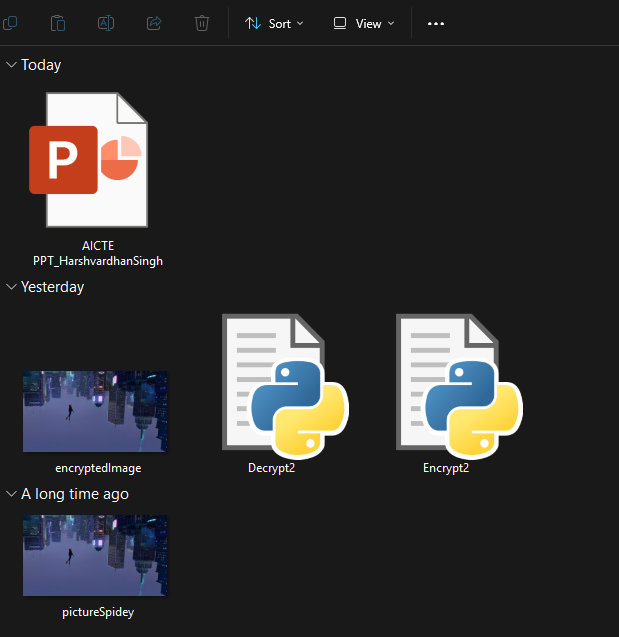 Sort
View
Today
P
AICTE
PPT_HarshvardhanSingh
Yesterday
encryptedImage
Decrypt2
Encrypt2
A long time ago
pictureSpidey